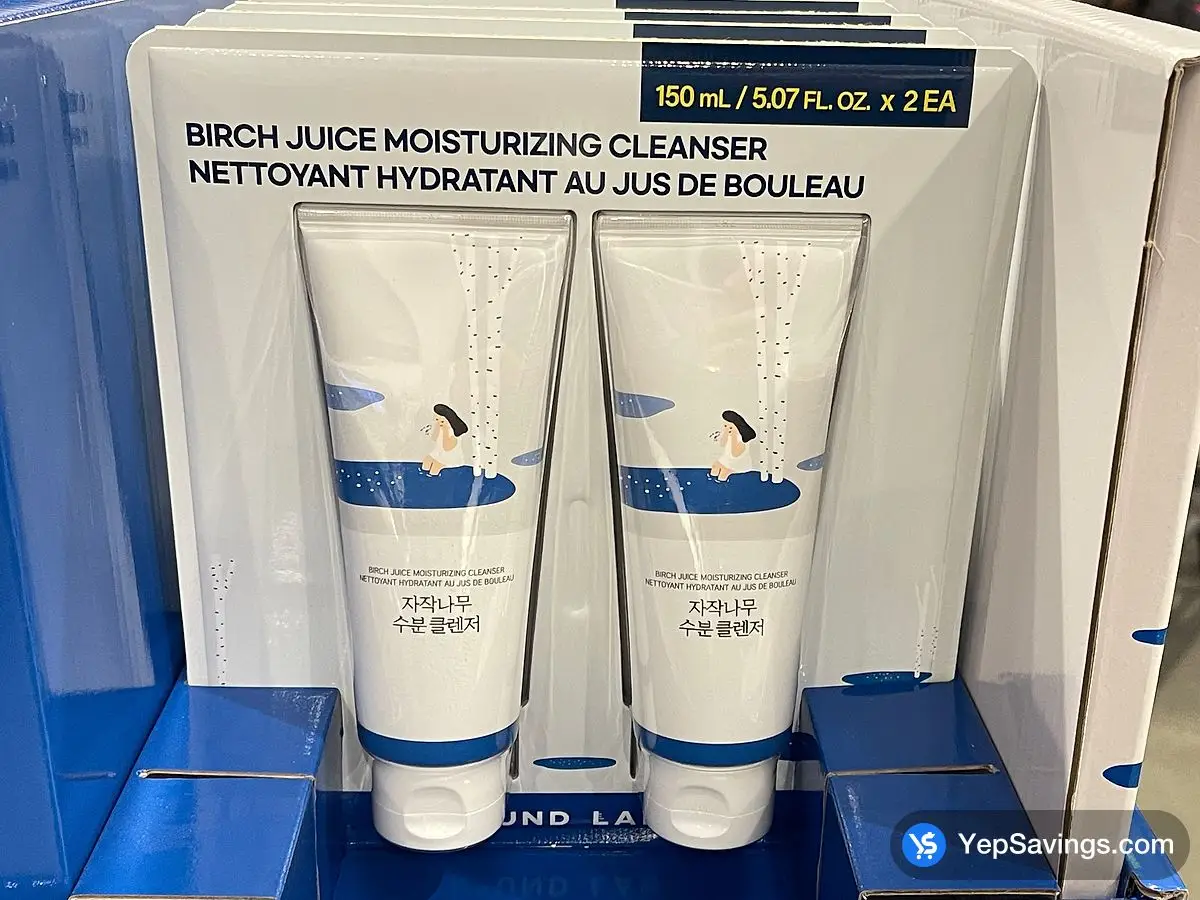 150 mL / 5.07 FL. OZ. x 2 EA
BIRCH JUICE MOISTURIZING CLEANSER
NETTOYANT HYDRATANT AU JUS DE BOULEAU
BIRCH JUICE MOISTURIZING CLEANSER
NETTOYANT HYDRATANT AU JUS DE BOULEAU
자작나무
수분 클렌저
BIRCH JUICE MOISTURIZING CLEANSER
NETTOYANT HYDRATANT AU JUS DE BOULEAU
자작나무
수분 클렌저
UND LA
YepSavings.com